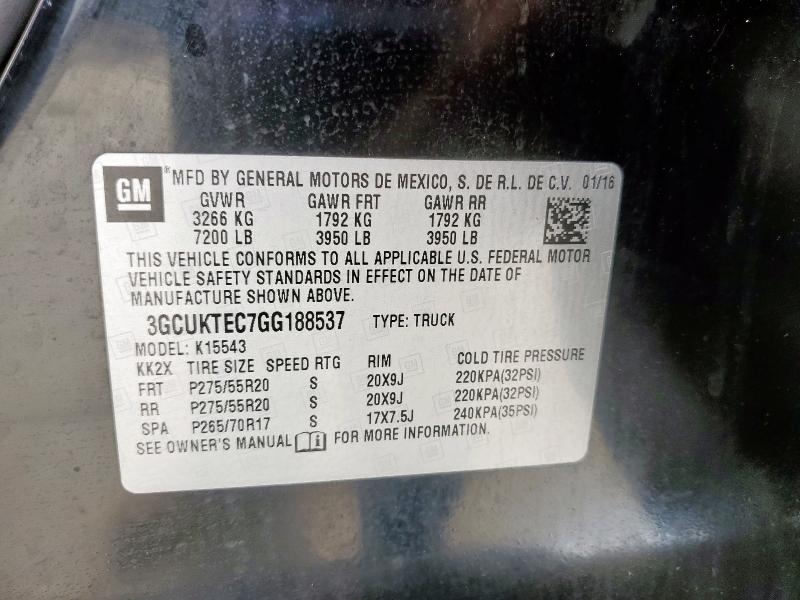 GM ® MFD BY GENERAL MOTORS DE MEXICO, S. DE R.L. DE C.V. 01/16
GVWR GAWR FRT GAWR RR
3266 KG 1792 KG 1792 KG
7200 LB 3950 LB 3950 LB
THIS VEHICLE CONFORMS TO ALL APPLICABLE U.S. FEDERAL MOTOR
VEHICLE SAFETY STANDARDS IN EFFECT ON THE DATE OF
MANUFACTURE SHOWN ABOVE.
3GCUKTEC7GG188537 TYPE: TRUCK
MODEL: K15543
KK2X TIRE SIZE SPEED RTG RIM COLD TIRE PRESSURE
FRT P275/55R20 S 20X9J 220KPA(32PSI)
RR P275/55R20 S 20X9J 220KPA(32PSI)
SPA P265/70R17 S 17X7.5J 240KPA(35PSI)
SEE OWNER'S MANUAL FOR MORE INFORMATION.